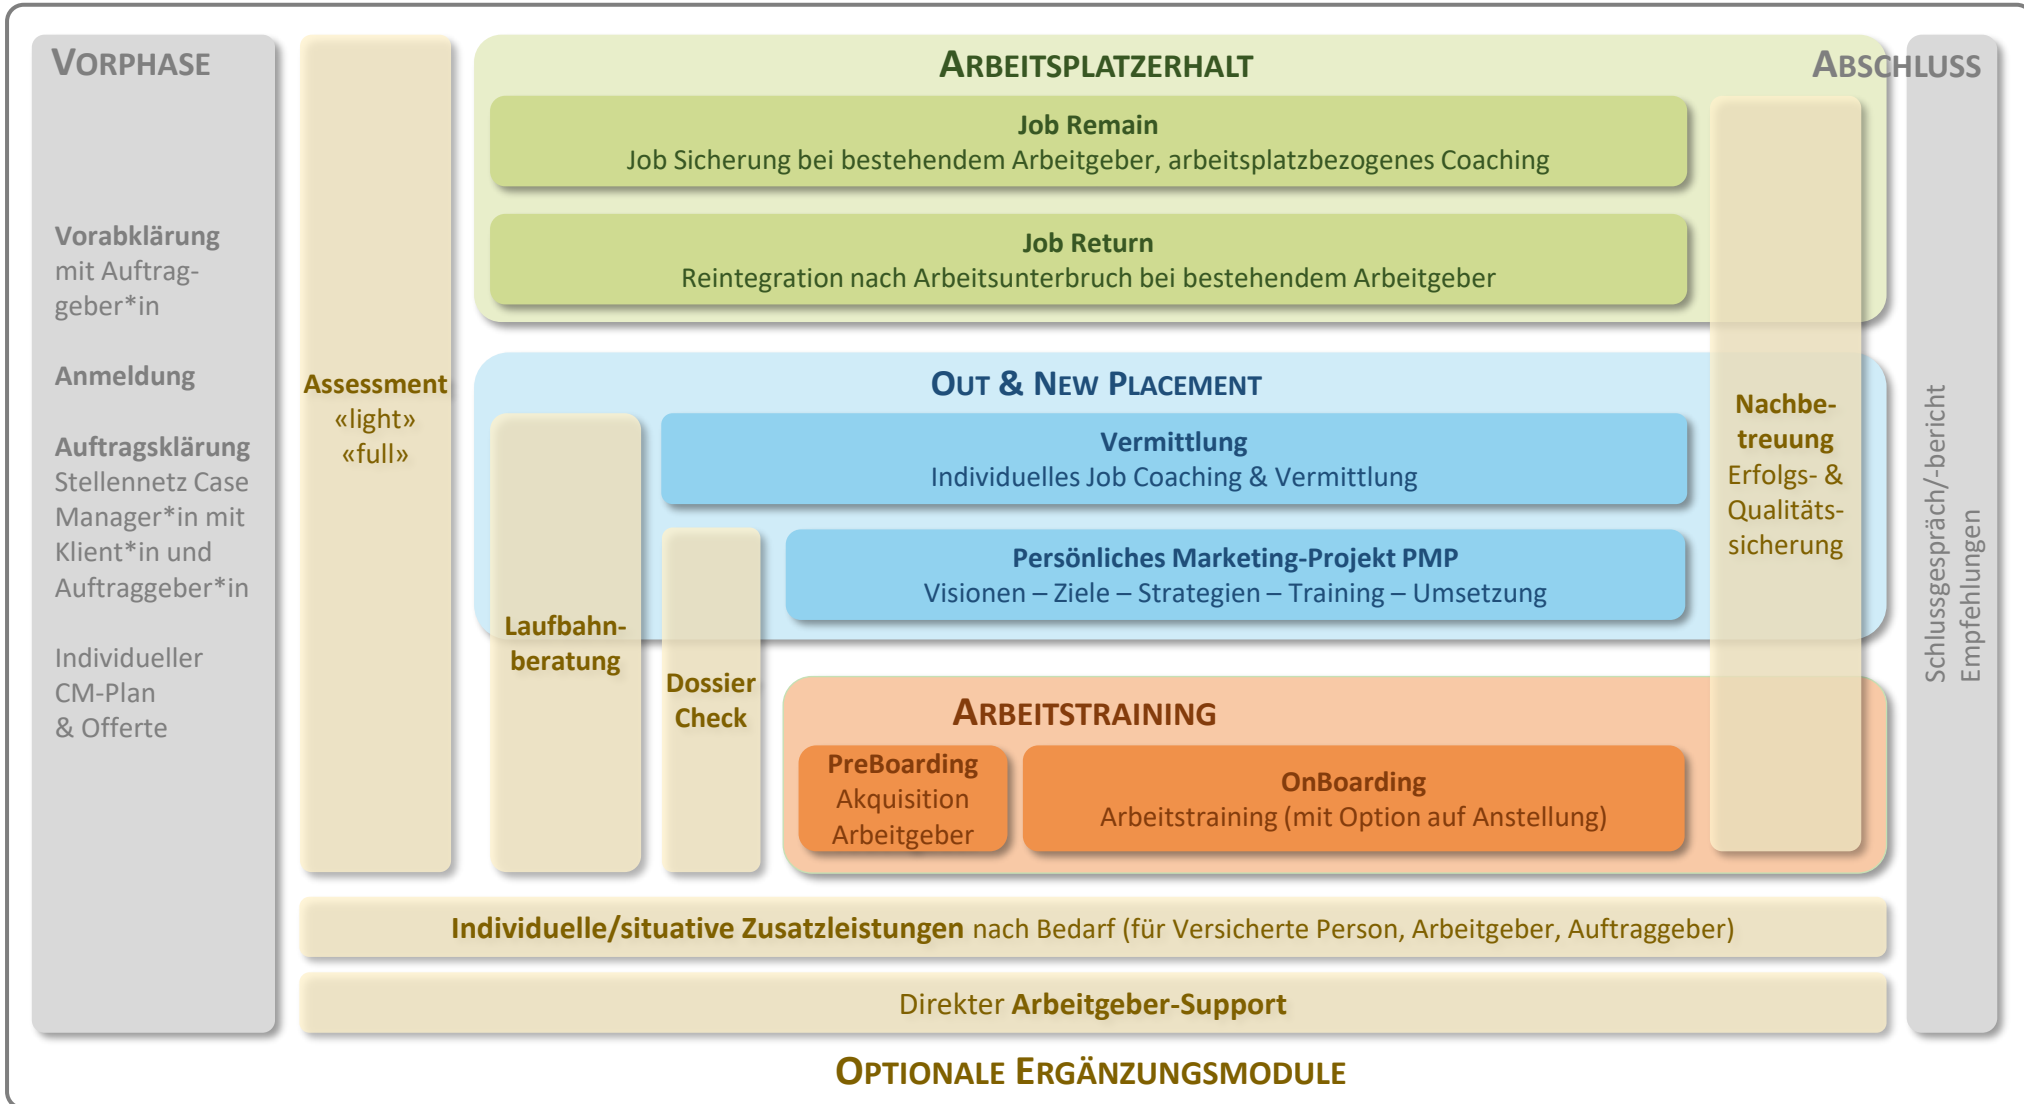 VORPHASE
Vorabklärung
mit Auftrag-
geber*in
Anmeldung
Auftragsklärung
Stellennetz Case
Manager*in mit
Klient*in und
Auftraggeber*in
Individueller
CM-Plan
& Offerte
Assessment
«light»
«full»
ARBEITSPLATZERHALT
Job Remain
Job Sicherung bei bestehendem Arbeitgeber, arbeitsplatzbezogenes Coaching
Job Return
Reintegration nach Arbeitsunterbruch bei bestehendem Arbeitgeber
OUT & NEW PLACEMENT
Vermittlung
Individuelles Job Coaching & Vermittlung
Persönliches Marketing-Projekt PMP
Visionen – Ziele – Strategien – Training – Umsetzung
Laufbahn-
beratung
Dossier
Check
ARBEITSTRAINING
PreBoarding
Akquisition
Arbeitgeber
OnBoarding
Arbeitstraining (mit Option auf Anstellung)
Nachbe-
treuung
Erfolgs- &
Qualitäts-
sicherung
ABSCHLUSS
Schlussgespräch/-bericht
Empfehlungen
Individuelle/situative Zusatzleistungen nach Bedarf (für Versicherte Person, Arbeitgeber, Auftraggeber)
Direkter Arbeitgeber-Support
OPTIONALE ERGÄNZUNGSMODULE